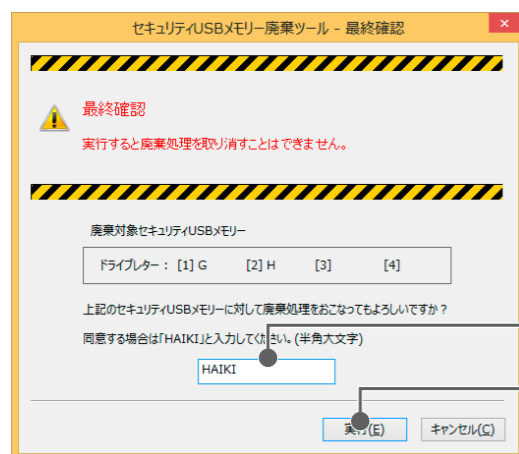 セキュリティUSBメモリー廃棄ツール - 最終確認
最終確認
実行すると廃棄処理を取り消すことはできません。
廃棄対象セキュリティUSBメモリー
ドライブレター： [1] G [2] H [3] [4]
上記のセキュリティUSBメモリーに対して廃棄処理をおこなってもよろしいですか？
同意する場合は「HAIKI」と入力してください。(半角大文字)
HAIKI
実行(E) キャンセル(C)